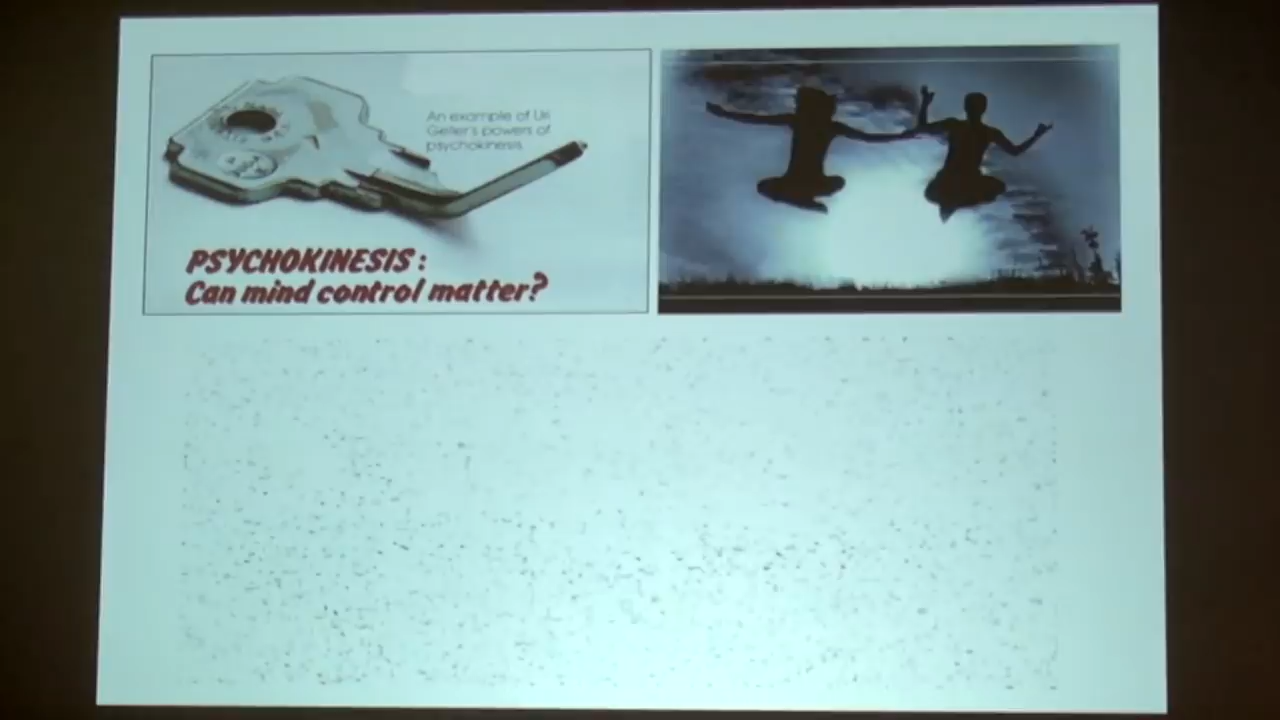 An example of Uri
Geller's powers of
psychokinesis
PSYCHOKINESIS:
Can mind control matter?